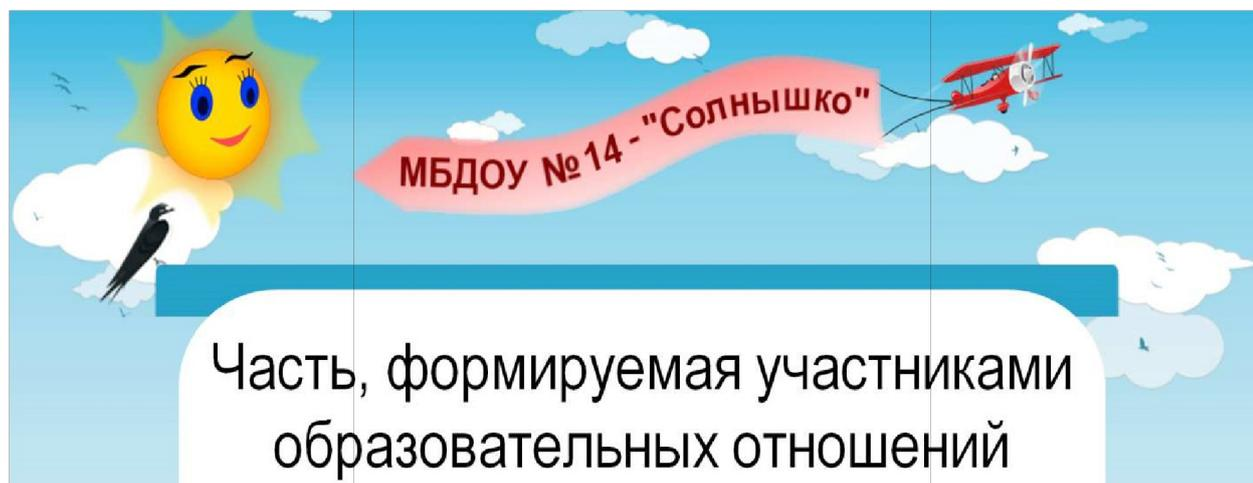 МБДОУ №14 - "Солнышко"
Часть, формируемая участниками
образовательных отношений